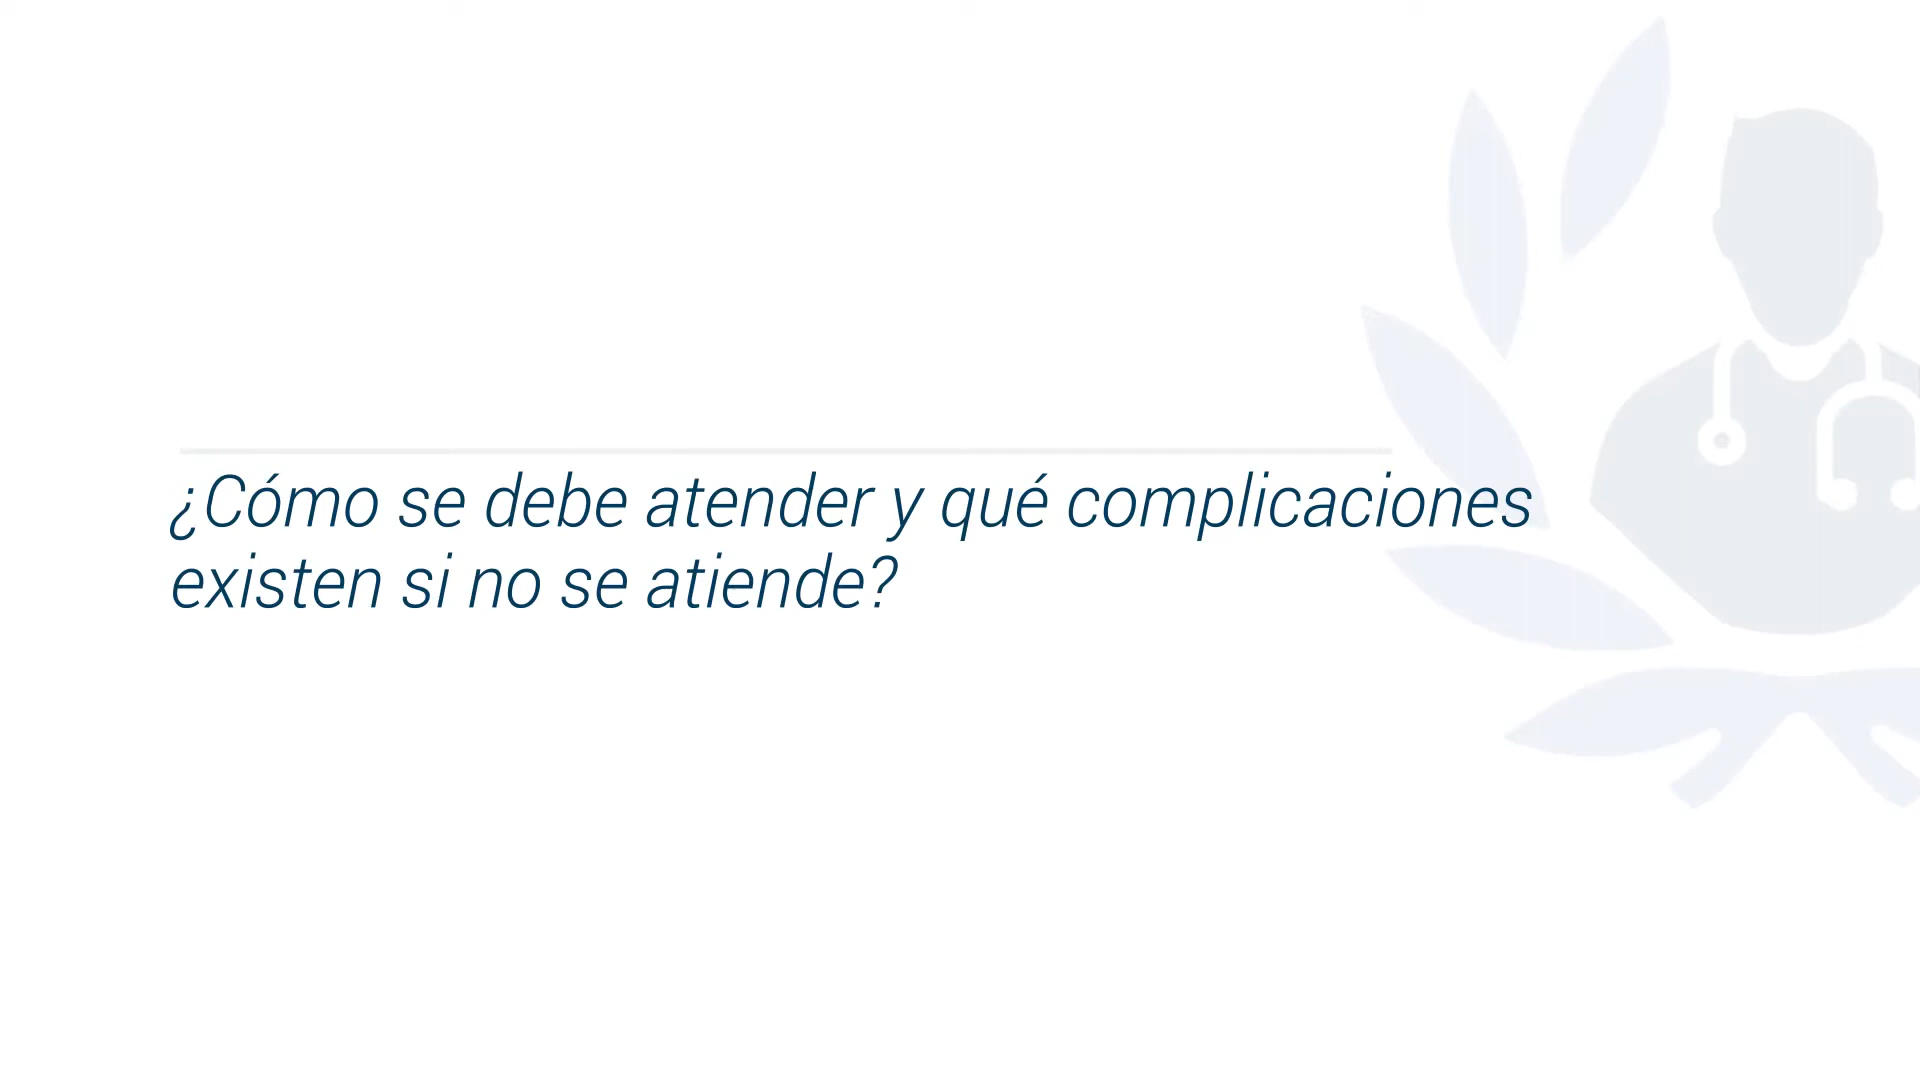 ¿Cómo se debe atender y qué complicaciones
existen si no se atiende?